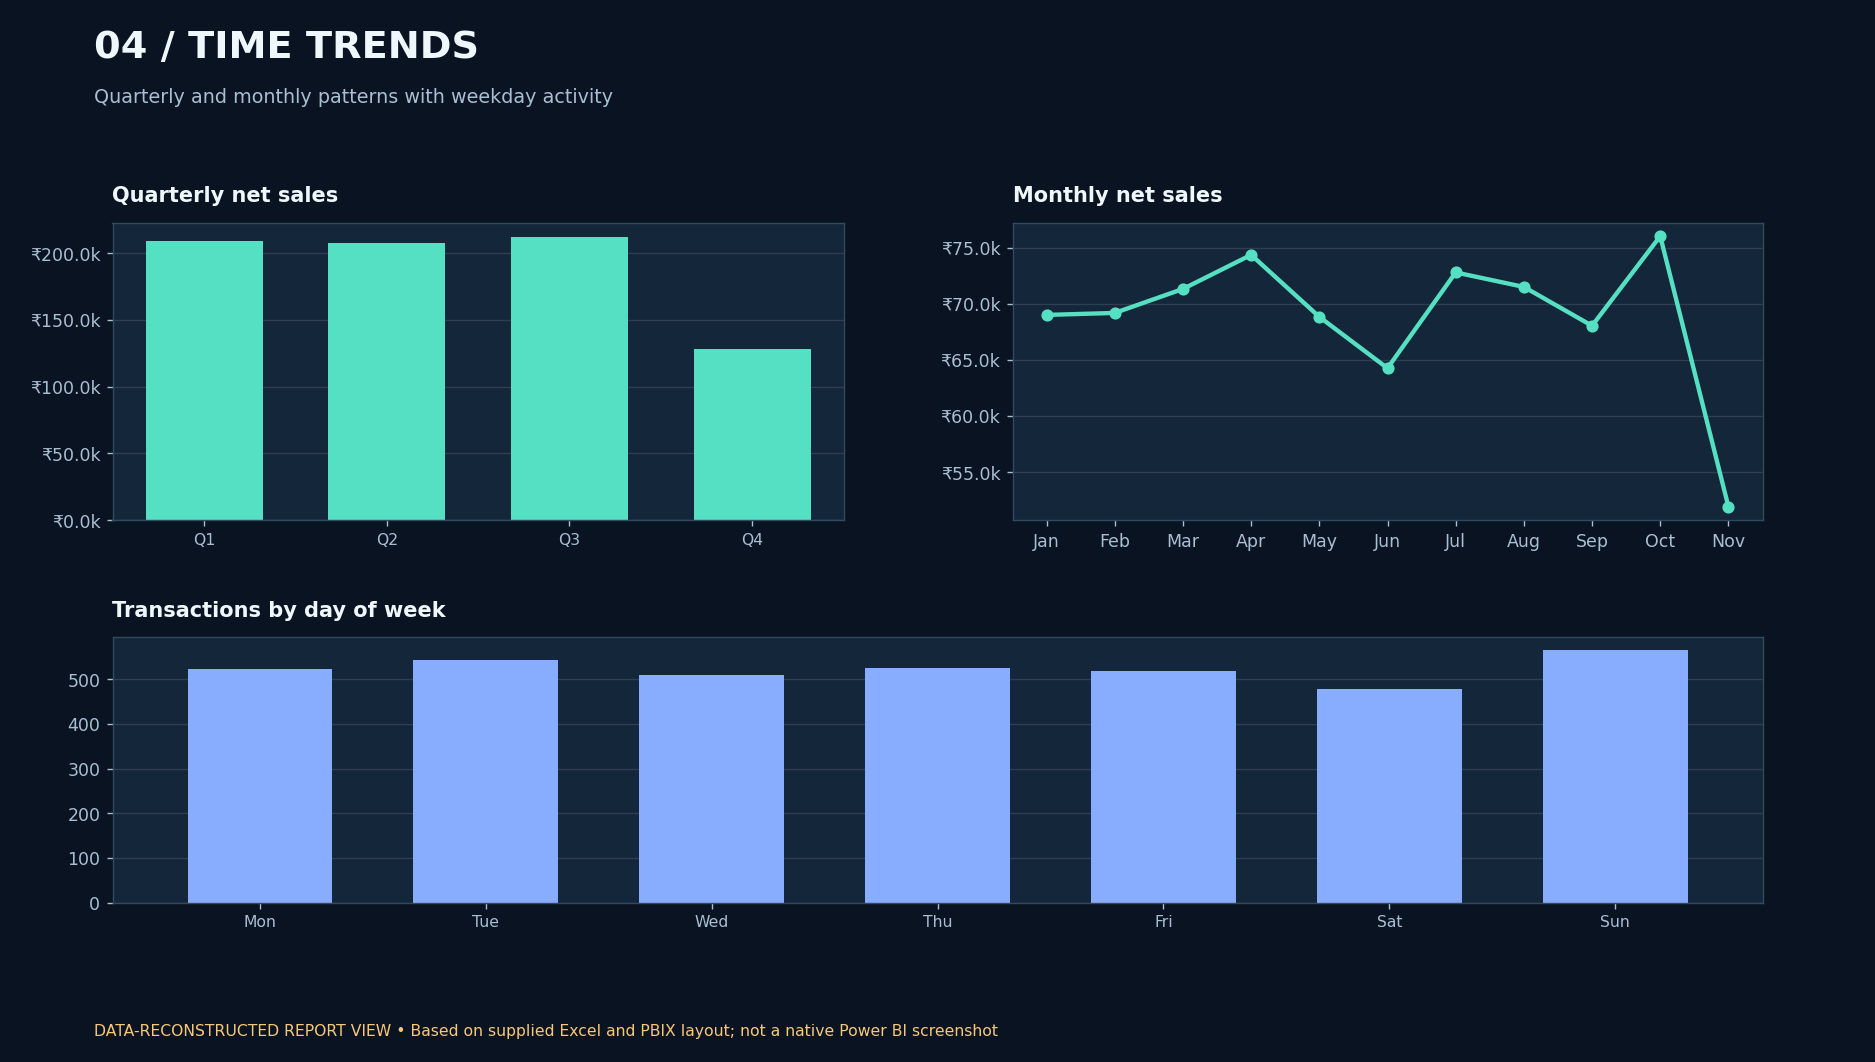 04 / TIME TRENDS
Quarterly and monthly patterns with weekday activity
Quarterly net sales
₹200.0k
₹150.0k
₹100.0k
₹50.0k
₹0.0k
Q1 Q2 Q3 Q4
Monthly net sales
₹75.0k
₹70.0k
₹65.0k
₹60.0k
₹55.0k
Jan Feb Mar Apr May Jun Jul Aug Sep Oct Nov
Transactions by day of week
500
400
300
200
100
0
Mon Tue Wed Thu Fri Sat Sun
DATA-RECONSTRUCTED REPORT VIEW • Based on supplied Excel and PBIX layout; not a native Power BI screenshot